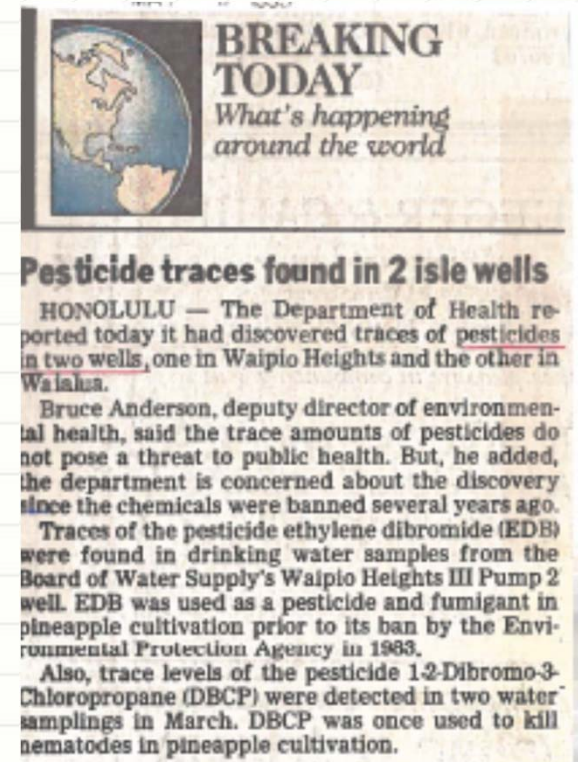 BREAKING
TODAY
What's happening
around the world
Pesticide traces found in 2 isle wells
HONOLULU — The Department of Health re-
ported today it had discovered traces of pesticides
in two wells, one in Waipio Heights and the other in
Waialua.
Bruce Anderson, deputy director of environmen-
tal health, said the trace amounts of pesticides do
not pose a threat to public health. But, he added,
the department is concerned about the discovery
since the chemicals were banned several years ago.
Traces of the pesticide ethylene dibromide (EDB)
were found in drinking water samples from the
Board of Water Supply's Waipio Heights III Pump 2
well. EDB was used as a pesticide and fumigant in
pineapple cultivation prior to its ban by the Envi-
ronmental Protection Agency in 1983.
Also, trace levels of the pesticide 1-2-Dibromo-3-
Chloropropane (DBCP) were detected in two water
samplings in March. DBCP was once used to kill
nematodes in pineapple cultivation.